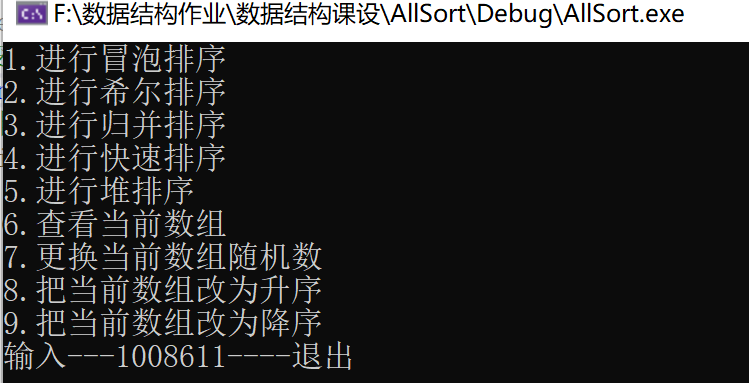 F:\数据结构作业\数据结构课设\AllSort\Debug\AllSort.exe
1.进行冒泡排序
2.进行希尔排序
3.进行归并排序
4.进行快速排序
5.进行堆排序
6.查看当前数组
7.更换当前数组随机数
8.把当前数组改为升序
9.把当前数组改为降序
输入---1008611----退出